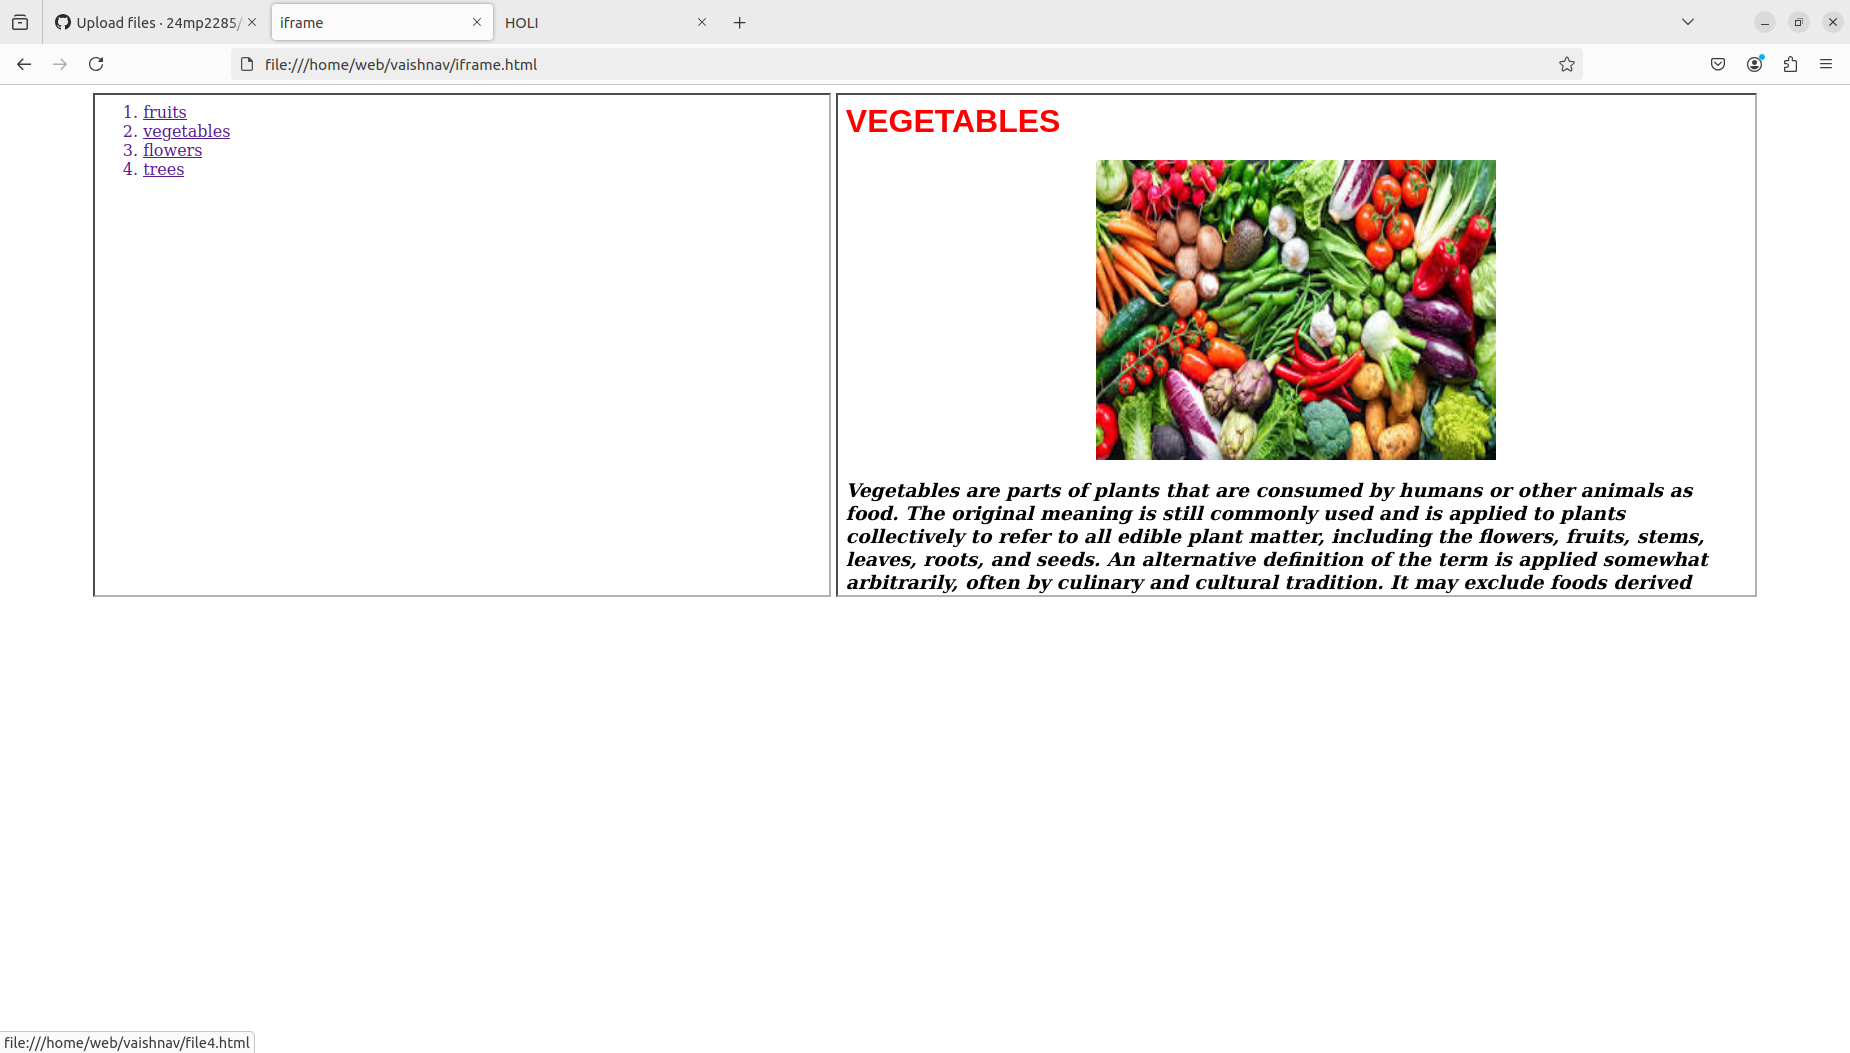 Upload files · 24mp2285/
iframe
HOLI
file:///home/web/vaishnav/iframe.html
1. fruits
2. vegetables
3. flowers
4. trees
VEGETABLES
Vegetables are parts of plants that are consumed by humans or other animals as
food. The original meaning is still commonly used and is applied to plants
collectively to refer to all edible plant matter, including the flowers, fruits, stems,
leaves, roots, and seeds. An alternative definition of the term is applied somewhat
arbitrarily, often by culinary and cultural tradition. It may exclude foods derived
file:///home/web/vaishnav/file4.html